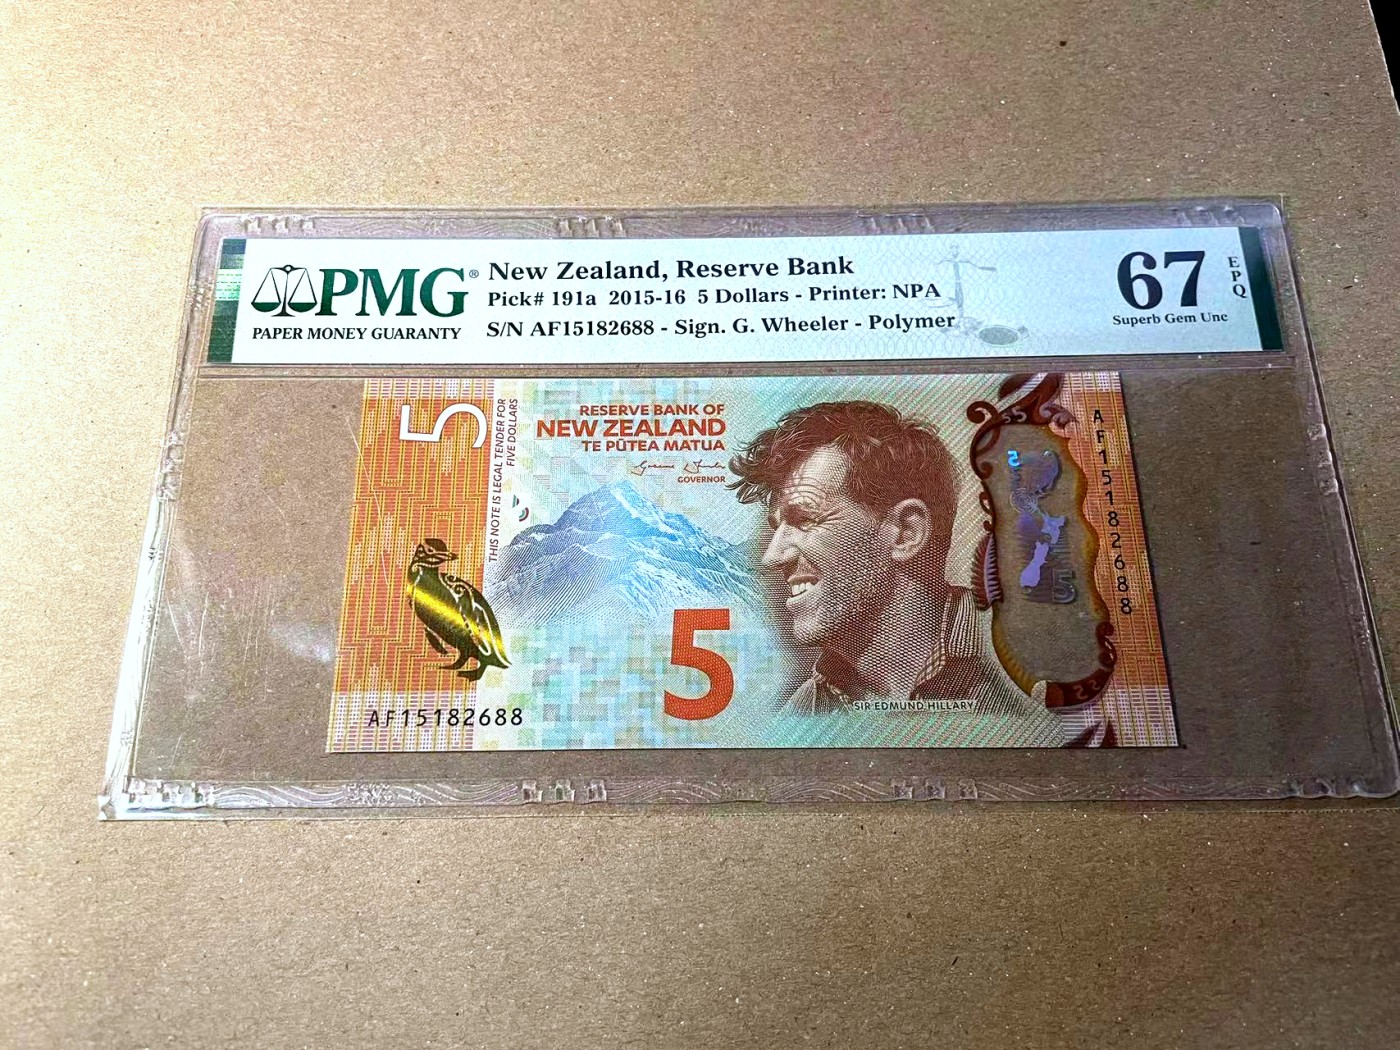 PMG®
PAPER MONEY GUARANTY
New Zealand, Reserve Bank
Pick# 191a 2015-16 5 Dollars - Printer: NPA
S/N AF15182688 - Sign. G. Wheeler - Polymer
67
EPQ
Superb Gem Unc
5
THIS NOTE IS LEGAL TENDER FOR
FIVE DOLLARS
RESERVE BANK OF
NEW ZEALAND
TE PŪTEA MATUA
GOVERNOR
5
SIR EDMUND HILLARY
AF15182688
5
5
AF15182688